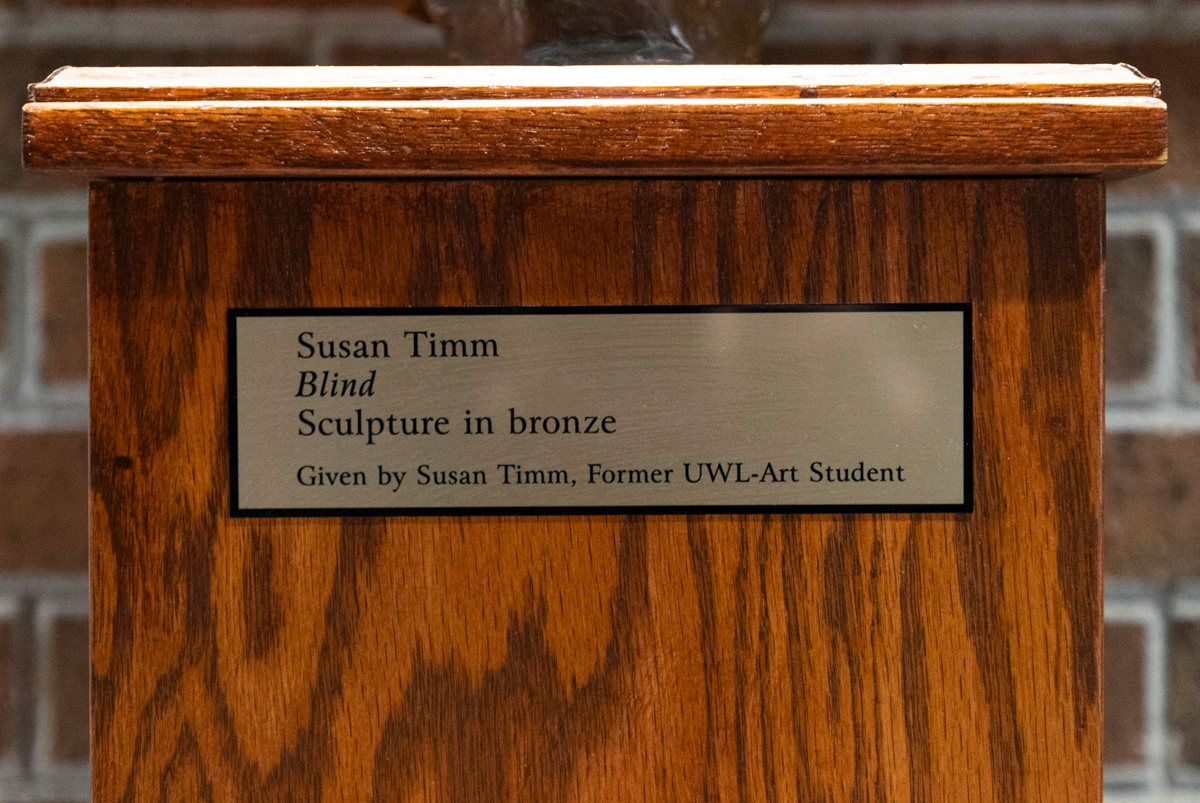 Susan Timm
Blind
Sculpture in bronze
Given by Susan Timm, Former UWL-Art Student